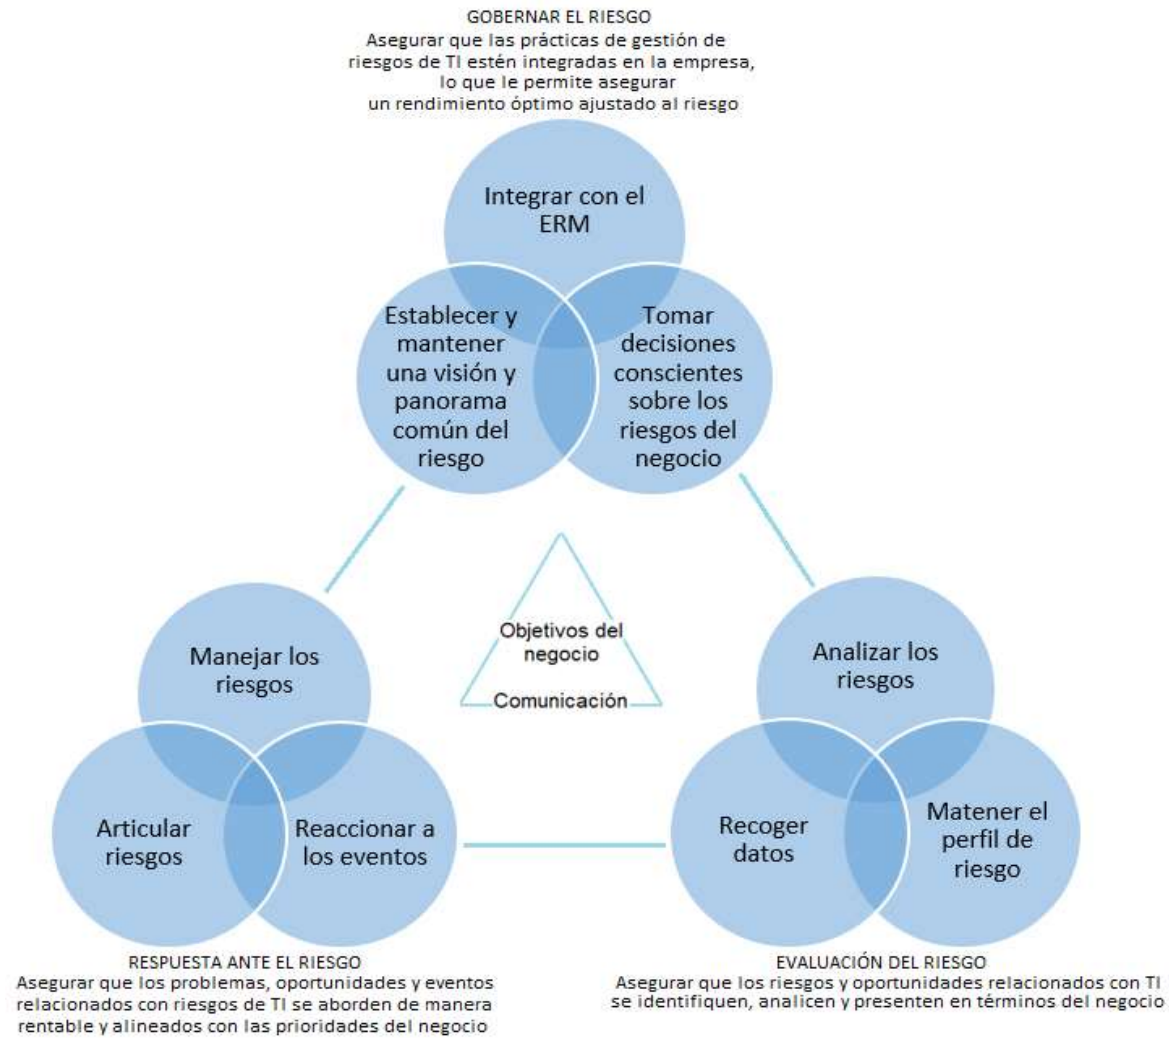 GOBERNAR EL RIESGO
Asegurar que las prácticas de gestión de
riesgos de TI estén integradas en la empresa,
lo que le permite asegurar
un rendimiento óptimo ajustado al riesgo
Integrar con el
ERM
Establecer y
mantener
una visión y
panorama
común del
riesgo
Tomar
decisiones
conscientes
sobre los
riesgos del
negocio
Objetivos del
negocio
Comunicación
Manejar los
riesgos
Articular
riesgos
Reaccionar a
los eventos
Analizar los
riesgos
Recoger
datos
Matener el
perfil de
riesgo
RESPUESTA ANTE EL RIESGO
Asegurar que los problemas, oportunidades y eventos
relacionados con riesgos de TI se aborden de manera
rentable y alineados con las prioridades del negocio
EVALUACIÓN DEL RIESGO
Asegurar que los riesgos y oportunidades relacionados con TI
se identifiquen, analicen y presenten en términos del negocio